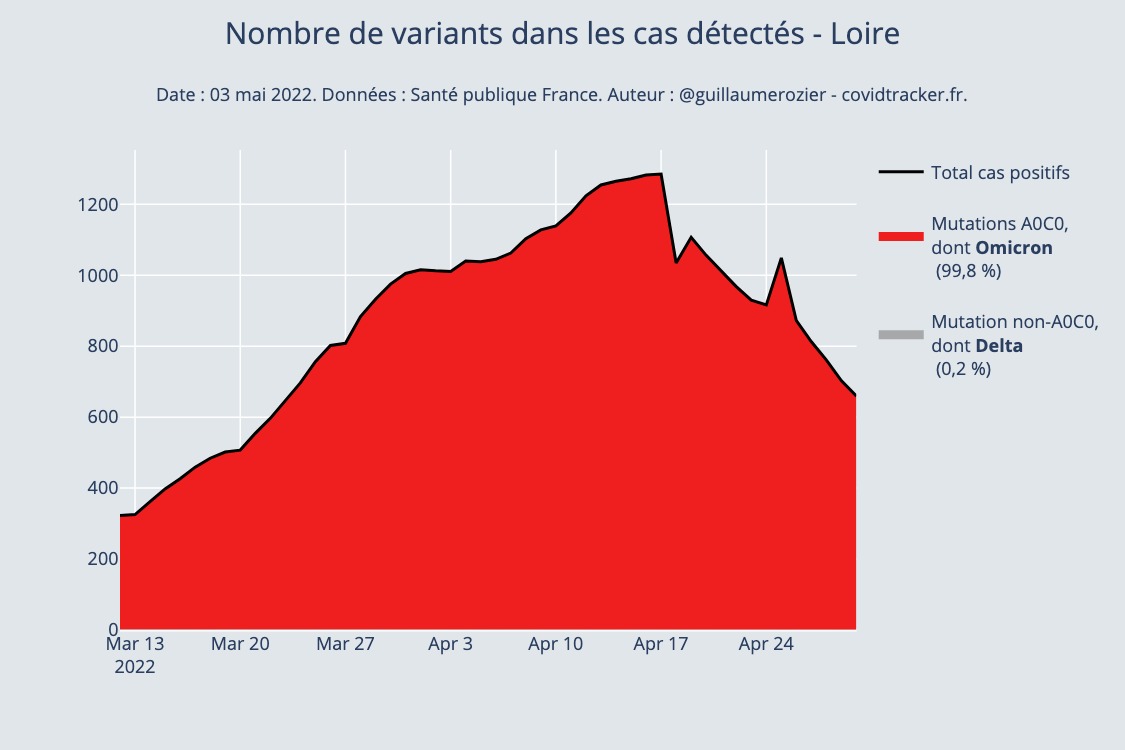 Nombre de variants dans les cas détectés - Loire
Date : 03 mai 2022. Données : Santé publique France. Auteur : @guillaumerozier - covidtracker.fr.
Total cas positifs
Mutations A0C0,
dont Omicron
(99,8 %)
Mutation non-A0C0,
dont Delta
(0,2 %)
1200
1000
800
600
400
200
0
Mar 13 Mar 20 Mar 27 Apr 3 Apr 10 Apr 17 Apr 24
2022